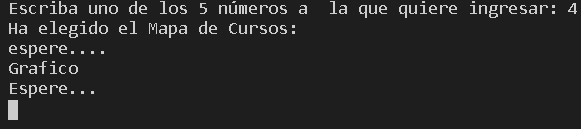 Escriba uno de los 5 números a  la que quiere ingresar: 4
Ha elegido el Mapa de Cursos:
espere....
Grafico
Espere...